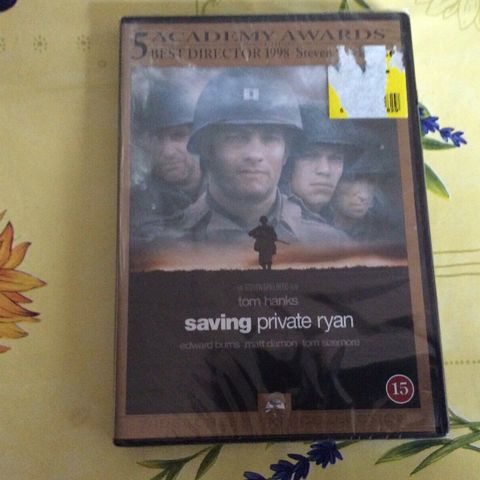 5 ACADEMY AWARDS
BEST DIRECTOR 1998 Steven
tom hanks
saving private ryan
edward burns matt damon tom sizemore
15